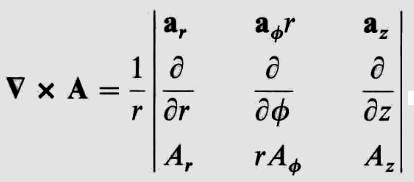 ∇ × A = 1/r | a_r a_ϕ r a_z |
| ∂/∂r ∂/∂ϕ ∂/∂z |
| A_r rA_ϕ A_z |